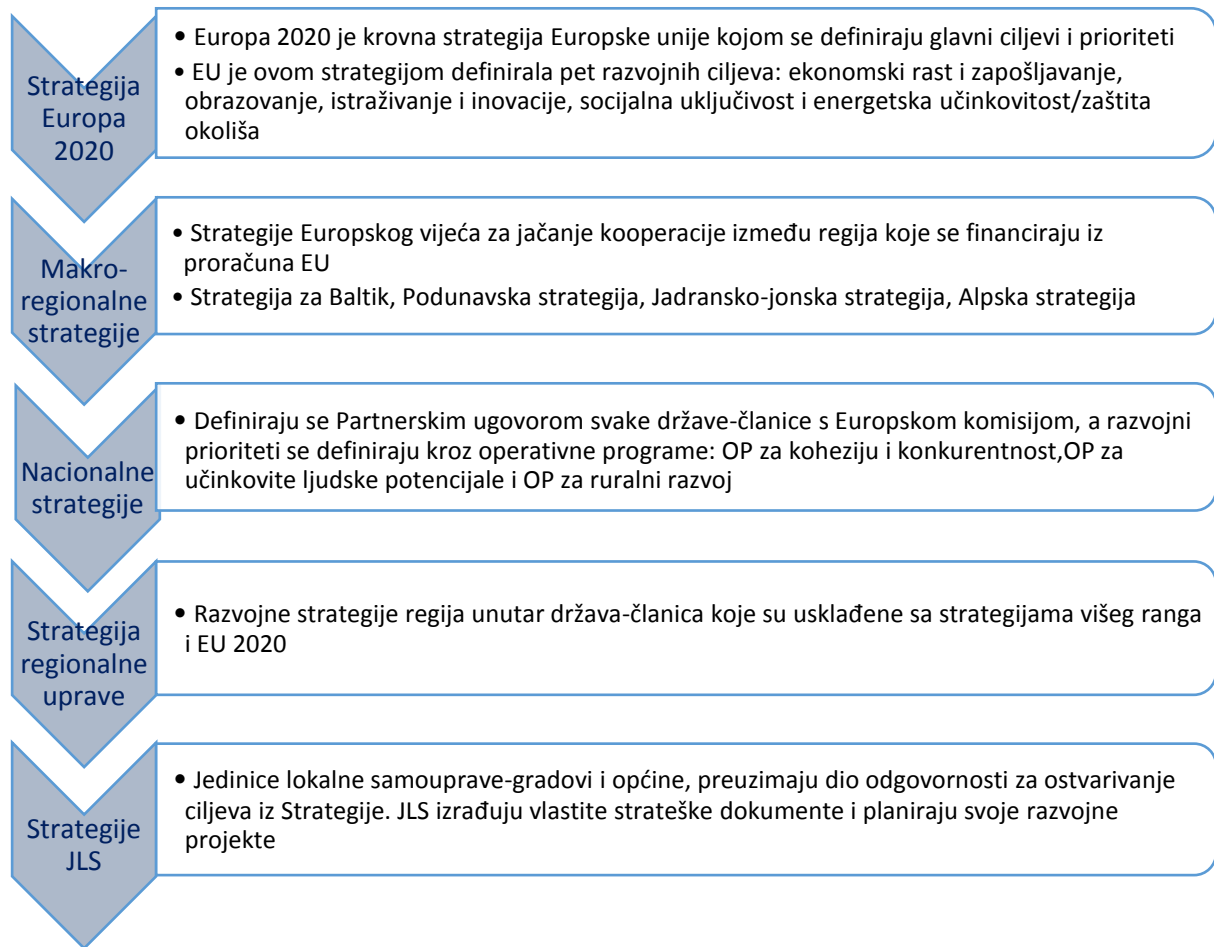 Strategija
Europa
2020
• Europa 2020 je krovna strategija Europske unije kojom se definiraju glavni ciljevi i prioriteti
• EU je ovom strategijom definirala pet razvojnih ciljeva: ekonomski rast i zapošljavanje,
obrazovanje, istraživanje i inovacije, socijalna uključivost i energetska učinkovitost/zaštita
okoliša
Makro-
regionalne
strategije
• Strategije Europskog vijeća za jačanje kooperacije između regija koje se financiraju iz
proračuna EU
• Strategija za Baltik, Podunavska strategija, Jadransko-jonska strategija, Alpska strategija
Nacionalne
strategije
• Definiraju se Partnerskim ugovorom svake države-članice s Europskom komisijom, a razvojni
prioriteti se definiraju kroz operativne programe: OP za koheziju i konkurentnost,OP za
učinkovite ljudske potencijale i OP za ruralni razvoj
Strategija
regionalne
uprave
• Razvojne strategije regija unutar država-članica koje su usklađene sa strategijama višeg ranga
i EU 2020
Strategije
JLS
• Jedinice lokalne samouprave-gradovi i općine, preuzimaju dio odgovornosti za ostvarivanje
ciljeva iz Strategije. JLS izrađuju vlastite strateške dokumente i planiraju svoje razvojne
projekte